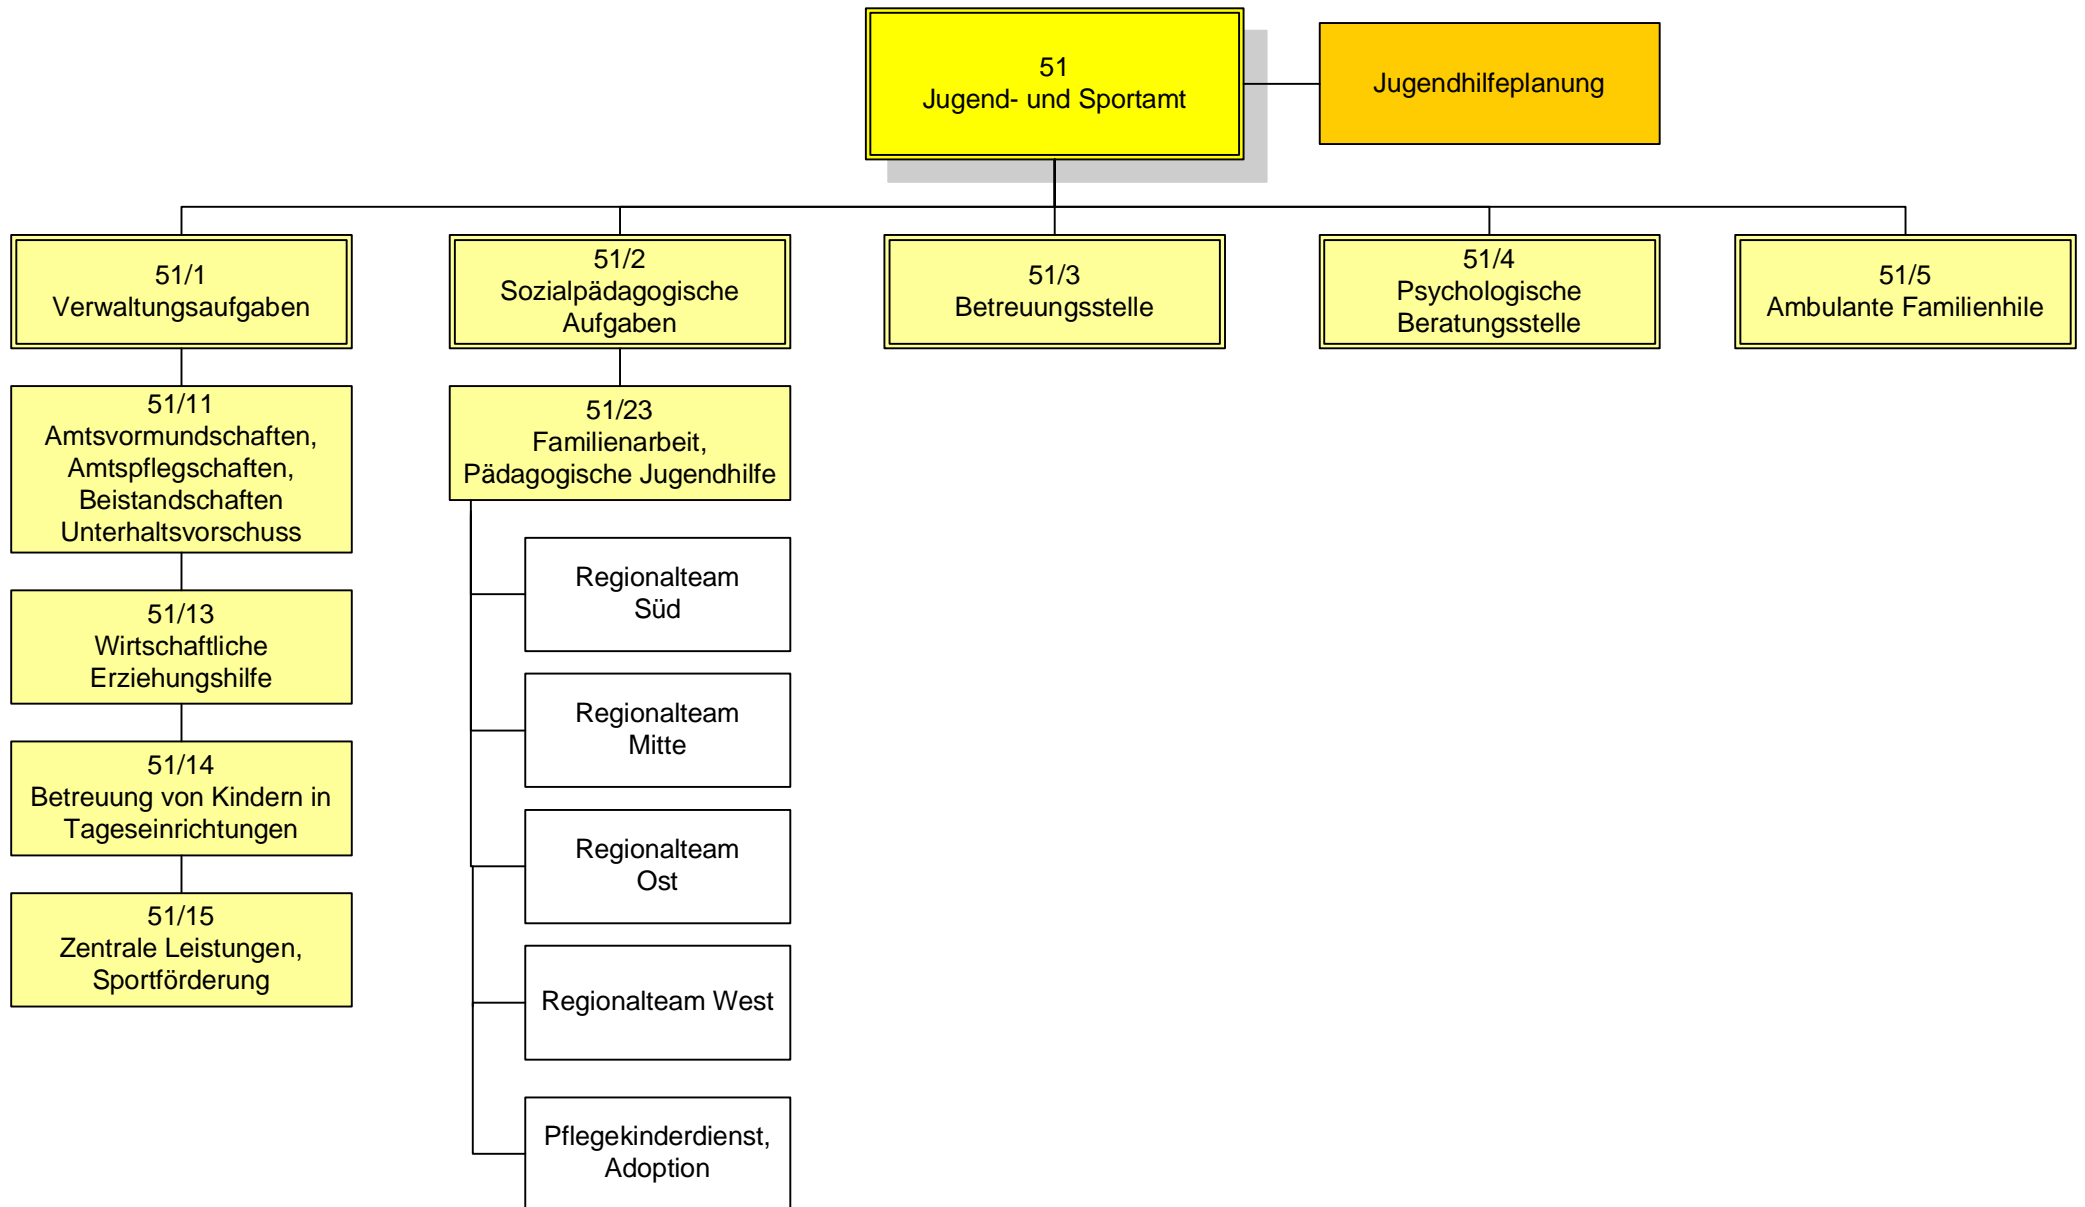 51
Jugend- und Sportamt
Jugendhilfeplanung
51/1
Verwaltungsaufgaben
51/2
Sozialpädagogische
Aufgaben
51/3
Betreuungsstelle
51/4
Psychologische
Beratungsstelle
51/5
Ambulante Familienhile
51/11
Amtsvormundschaften,
Amtspflegschaften,
Beistandschaften
Unterhaltsvorschuss
51/13
Wirtschaftliche
Erziehungshilfe
51/14
Betreuung von Kindern in
Tageseinrichtungen
51/15
Zentrale Leistungen,
Sportförderung
51/23
Familienarbeit,
Pädagogische Jugendhilfe
Regionalteam
Süd
Regionalteam
Mitte
Regionalteam
Ost
Regionalteam West
Pflegekinderdienst,
Adoption